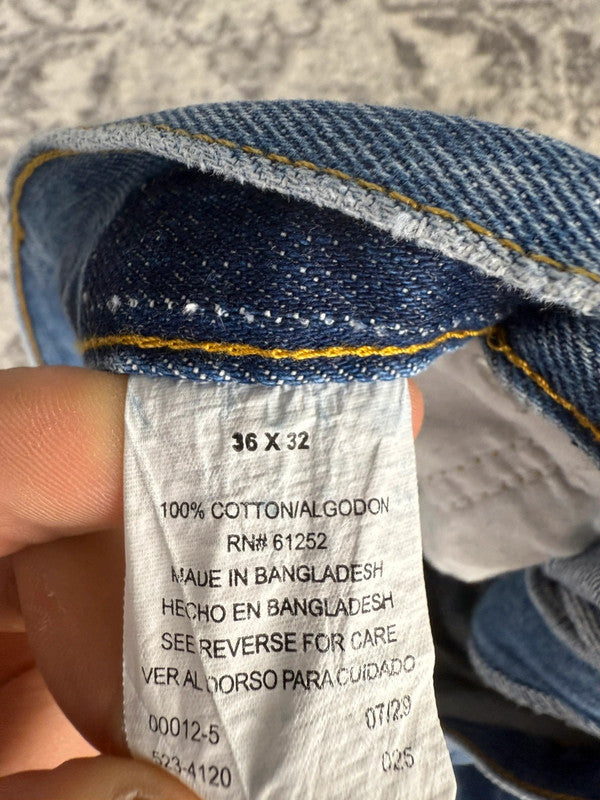 36 X 32
100% COTTON/ALGODON
RN# 61252
MADE IN BANGLADESH
HECHO EN BANGLADESH
SEE REVERSE FOR CARE
VER AL DORSO PARA CUIDADO
00012-5 07/29
523-4120 025